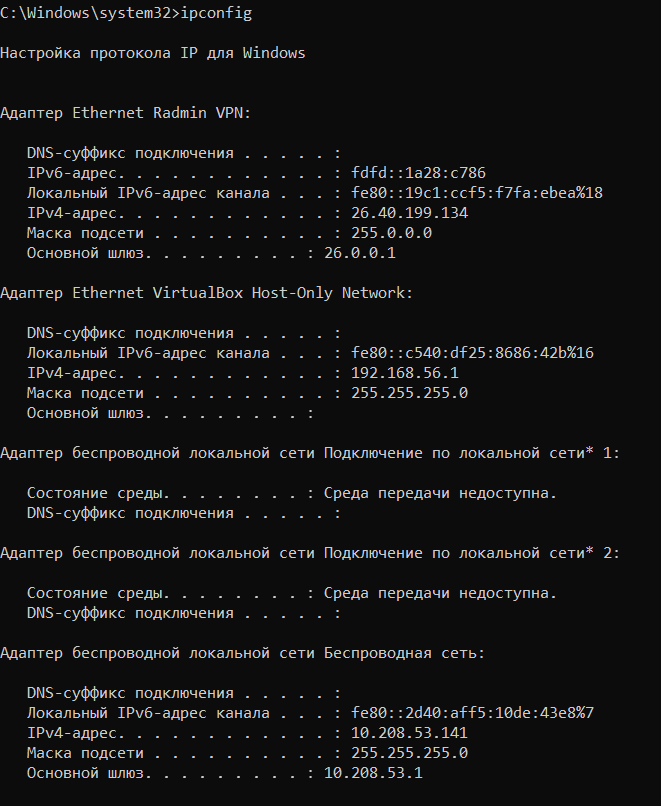 C:\Windows\system32>ipconfig
Настройка протокола IP для Windows
Адаптер Ethernet Radmin VPN:
DNS-суффикс подключения . . . . . :
IPv6-адрес. . . . . . . . . . . . : fdfd::1a28:c786
Локальный IPv6-адрес канала . . . : fe80::19c1:ccf5:f7fa:ebea%18
IPv4-адрес. . . . . . . . . . . . : 26.40.199.134
Маска подсети . . . . . . . . . . : 255.0.0.0
Основной шлюз. . . . . . . . . : 26.0.0.1
Адаптер Ethernet VirtualBox Host-Only Network:
DNS-суффикс подключения . . . . . :
Локальный IPv6-адрес канала . . . : fe80::c540:df25:8686:42b%16
IPv4-адрес. . . . . . . . . . . . : 192.168.56.1
Маска подсети . . . . . . . . . . : 255.255.255.0
Основной шлюз. . . . . . . . . :
Адаптер беспроводной локальной сети Подключение по локальной сети* 1:
Состояние среды. . . . . . . . : Среда передачи недоступна.
DNS-суффикс подключения . . . . . :
Адаптер беспроводной локальной сети Подключение по локальной сети* 2:
Состояние среды. . . . . . . . : Среда передачи недоступна.
DNS-суффикс подключения . . . . . :
Адаптер беспроводной локальной сети Беспроводная сеть:
DNS-суффикс подключения . . . . . :
Локальный IPv6-адрес канала . . . : fe80::2d40:aff5:10de:43e8%7
IPv4-адрес. . . . . . . . . . . . : 10.208.53.141
Маска подсети . . . . . . . . . . : 255.255.255.0
Основной шлюз. . . . . . . . . : 10.208.53.1